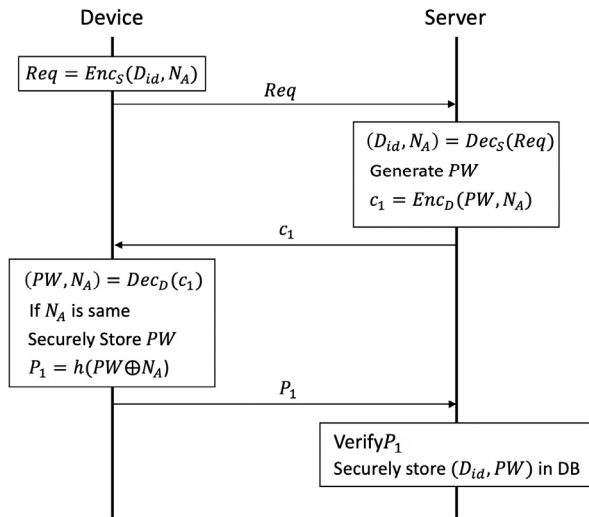 Device
Server
Req = Enc_S(D_id, N_A)
Req
(D_id, N_A) = Dec_S(Req)
Generate PW
c_1 = Enc_D(PW, N_A)
c_1
(PW, N_A) = Dec_D(c_1)
If N_A is same
Securely Store PW
P_1 = h(PW⊕N_A)
P_1
VerifyP_1
Securely store (D_id, PW) in DB